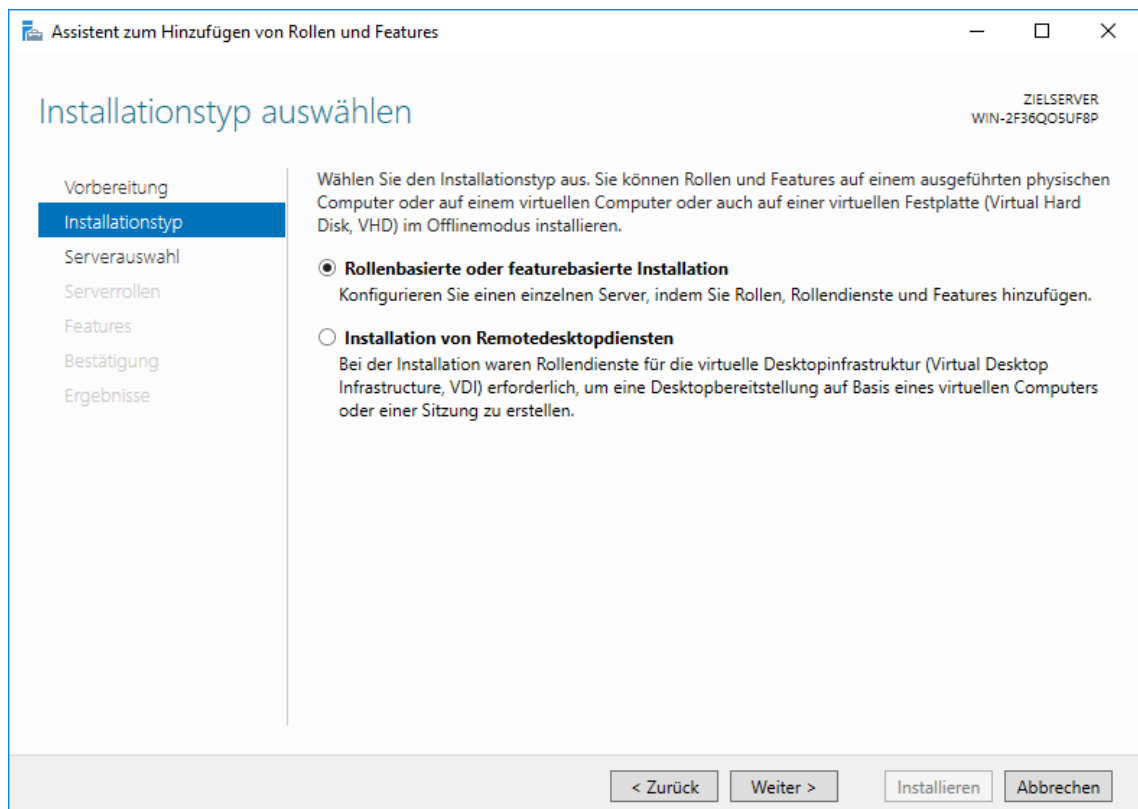 Assistent zum Hinzufügen von Rollen und Features
Installationstyp auswählen
ZIELSERVER
WIN-2F36QO5UF8P
Vorbereitung
Installationstyp
Serverauswahl
Serverrollen
Features
Bestätigung
Ergebnisse
Wählen Sie den Installationstyp aus. Sie können Rollen und Features auf einem ausgeführten physischen
Computer oder auf einem virtuellen Computer oder auch auf einer virtuellen Festplatte (Virtual Hard
Disk, VHD) im Offlinemodus installieren.
Rollenbasierte oder featurebasierte Installation
Konfigurieren Sie einen einzelnen Server, indem Sie Rollen, Rollendienste und Features hinzufügen.
Installation von Remotedesktopdiensten
Bei der Installation waren Rollendienste für die virtuelle Desktopinfrastruktur (Virtual Desktop
Infrastructure, VDI) erforderlich, um eine Desktopbereitstellung auf Basis eines virtuellen Computers
oder einer Sitzung zu erstellen.
< Zurück
Weiter >
Installieren
Abbrechen